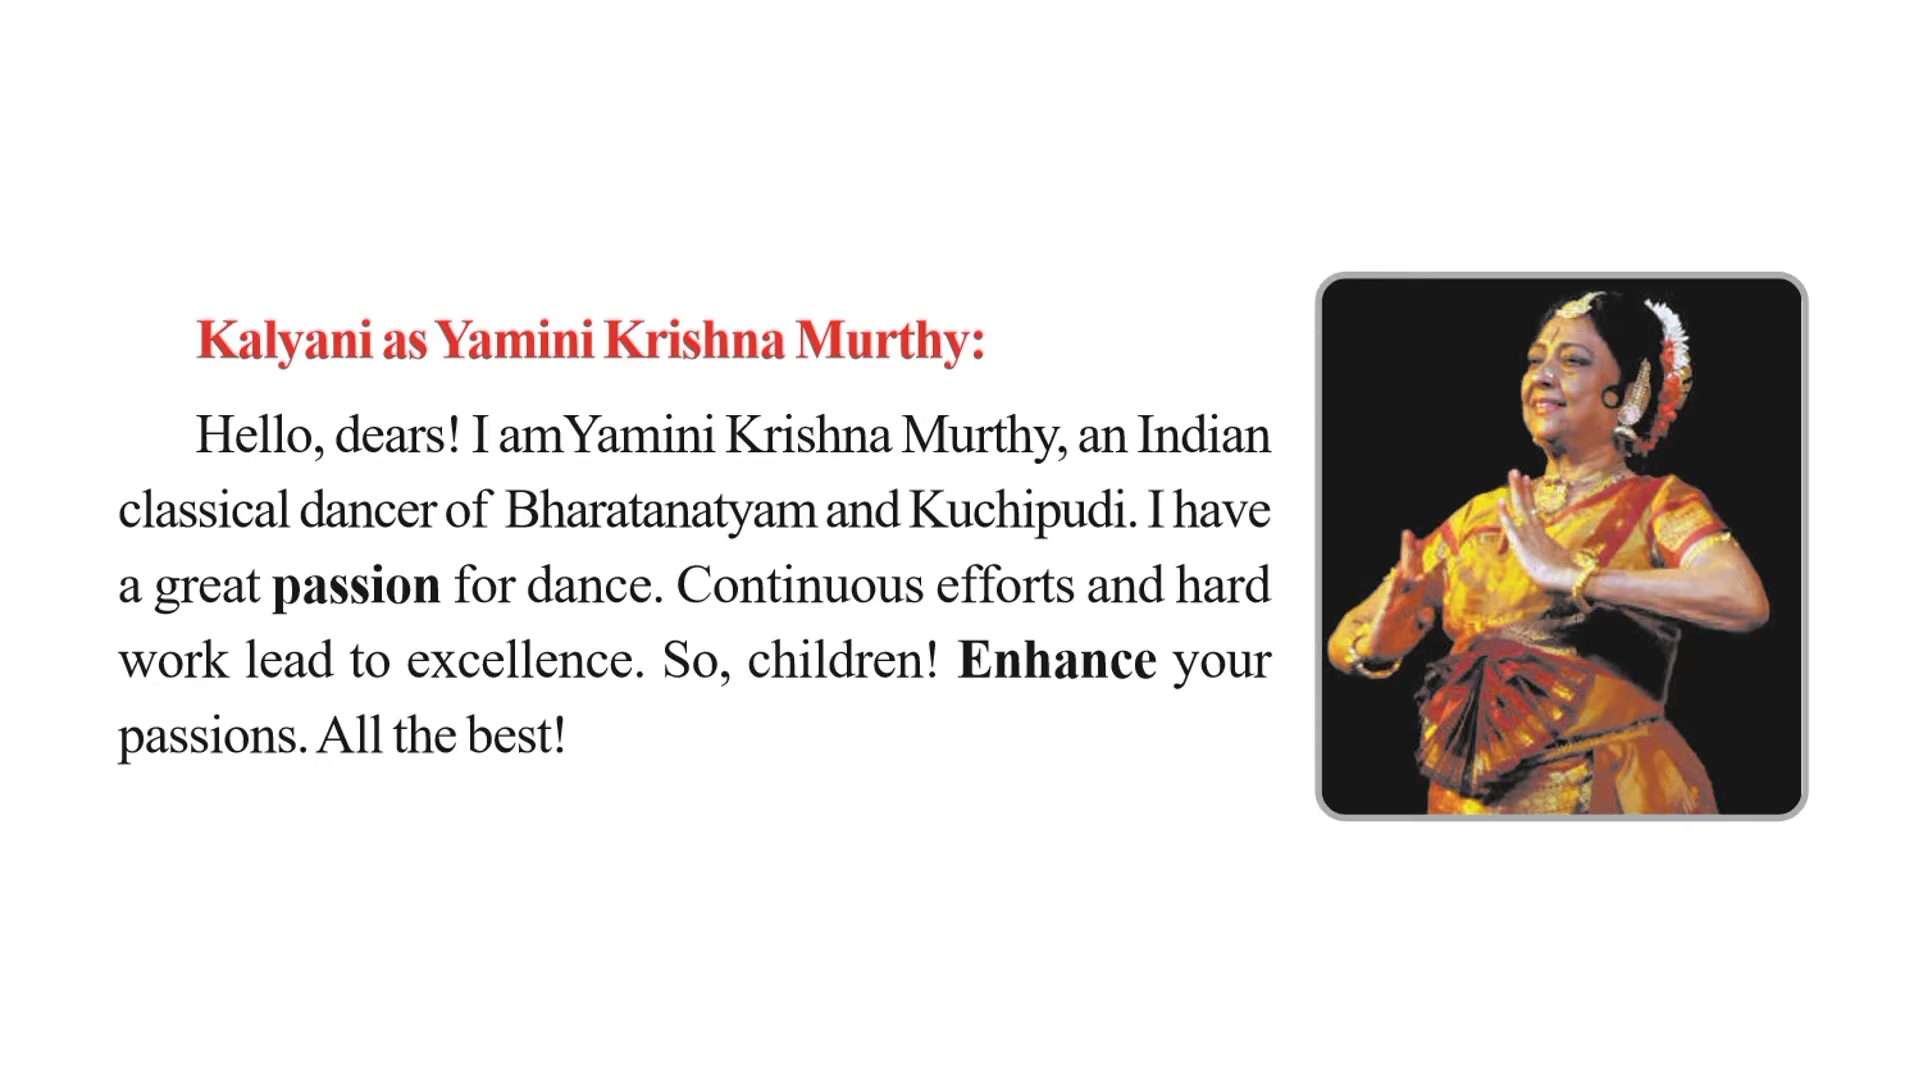 Kalyani as Yamini Krishna Murthy:
Hello, dears! I amYamini Krishna Murthy, an Indian
classical dancer of Bharatanatyam and Kuchipudi. I have
a great passion for dance. Continuous efforts and hard
work lead to excellence. So, children! Enhance your
passions. All the best!